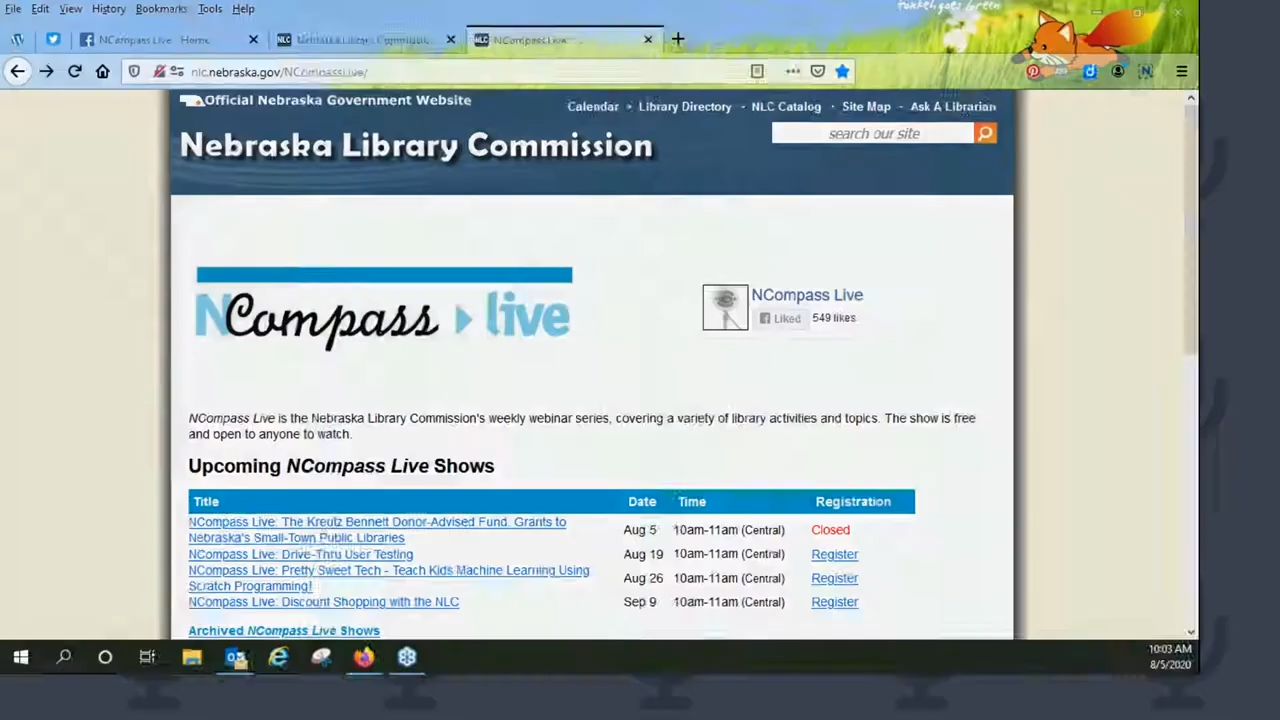 File Edit View History Bookmarks Tools Help
NCompass Live Home
Nebraska Library Commission
NCompass Live
nlc.nebraska.gov/NCompassLive/
Official Nebraska Government Website
Calendar Library Directory NLC Catalog Site Map Ask A Librarian
Nebraska Library Commission
search our site
NCompass live
NCompass Live
Liked 549 likes
NCompass Live is the Nebraska Library Commission's weekly webinar series, covering a variety of library activities and topics. The show is free
and open to anyone to watch.
Upcoming NCompass Live Shows
Title Date Time Registration
NCompass Live: The Kreutz Bennett Donor-Advised Fund. Grants to
Nebraska's Small-Town Public Libraries Aug 5 10am-11am (Central) Closed
NCompass Live: Drive-Thru User Testing Aug 19 10am-11am (Central) Register
NCompass Live: Pretty Sweet Tech - Teach Kids Machine Learning Using
Scratch Programming! Aug 26 10am-11am (Central) Register
NCompass Live: Discount Shopping with the NLC Sep 9 10am-11am (Central) Register
Archived NCompass Live Shows
10:03 AM
8/5/2020